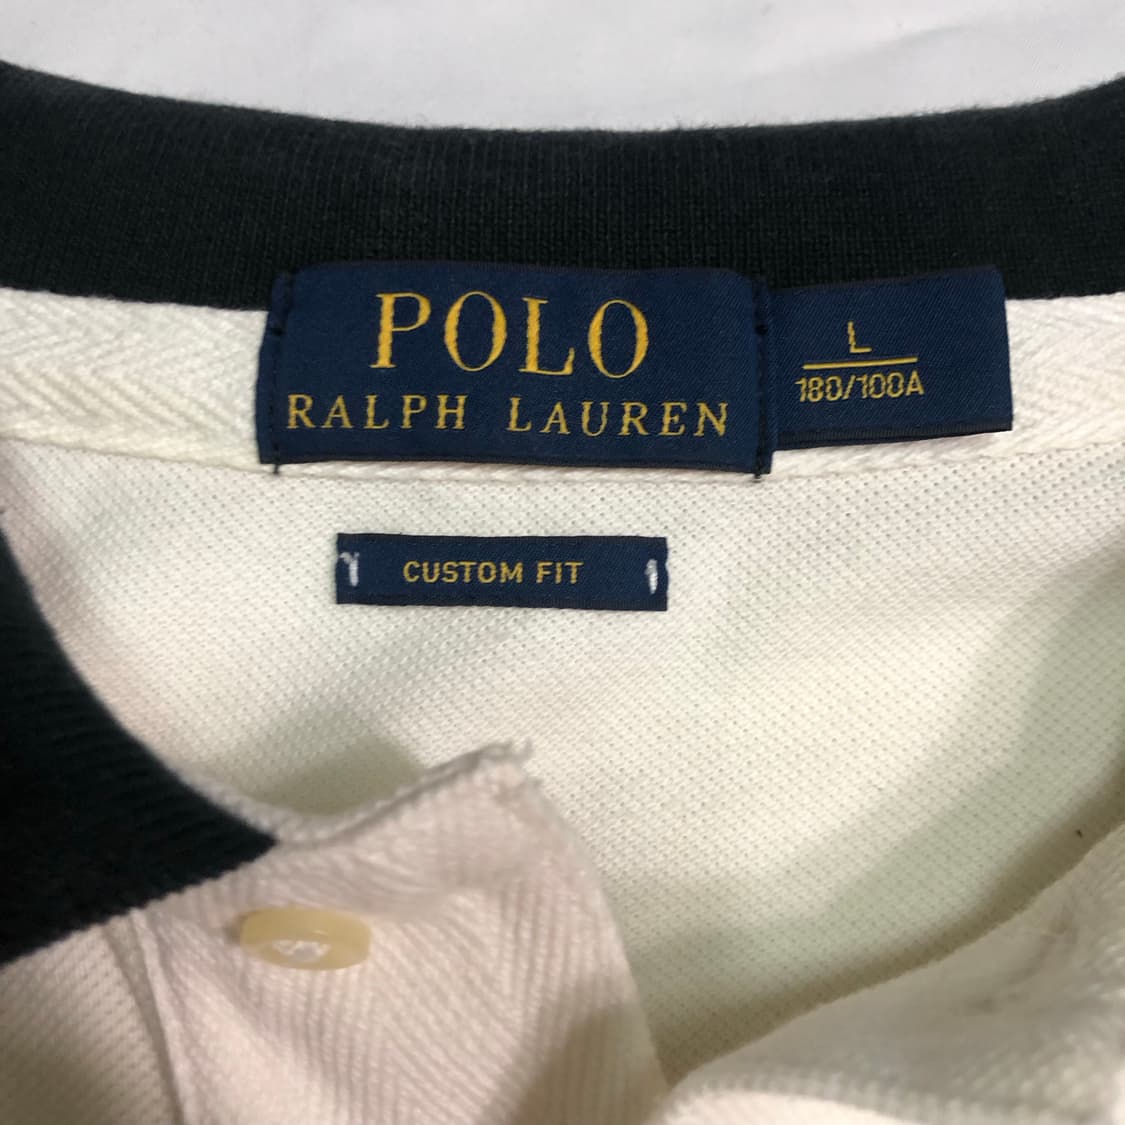 POLO
RALPH LAUREN
L
180/100A
CUSTOM FIT